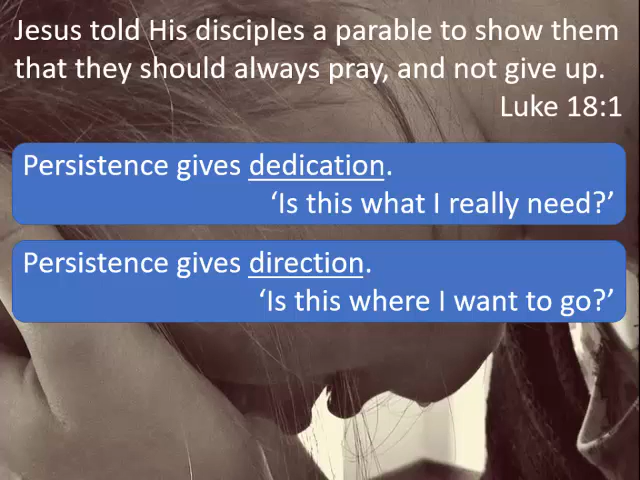 Jesus told His disciples a parable to show them
that they should always pray, and not give up.
Luke 18:1
Persistence gives dedication.
‘Is this what I really need?’
Persistence gives direction.
‘Is this where I want to go?’